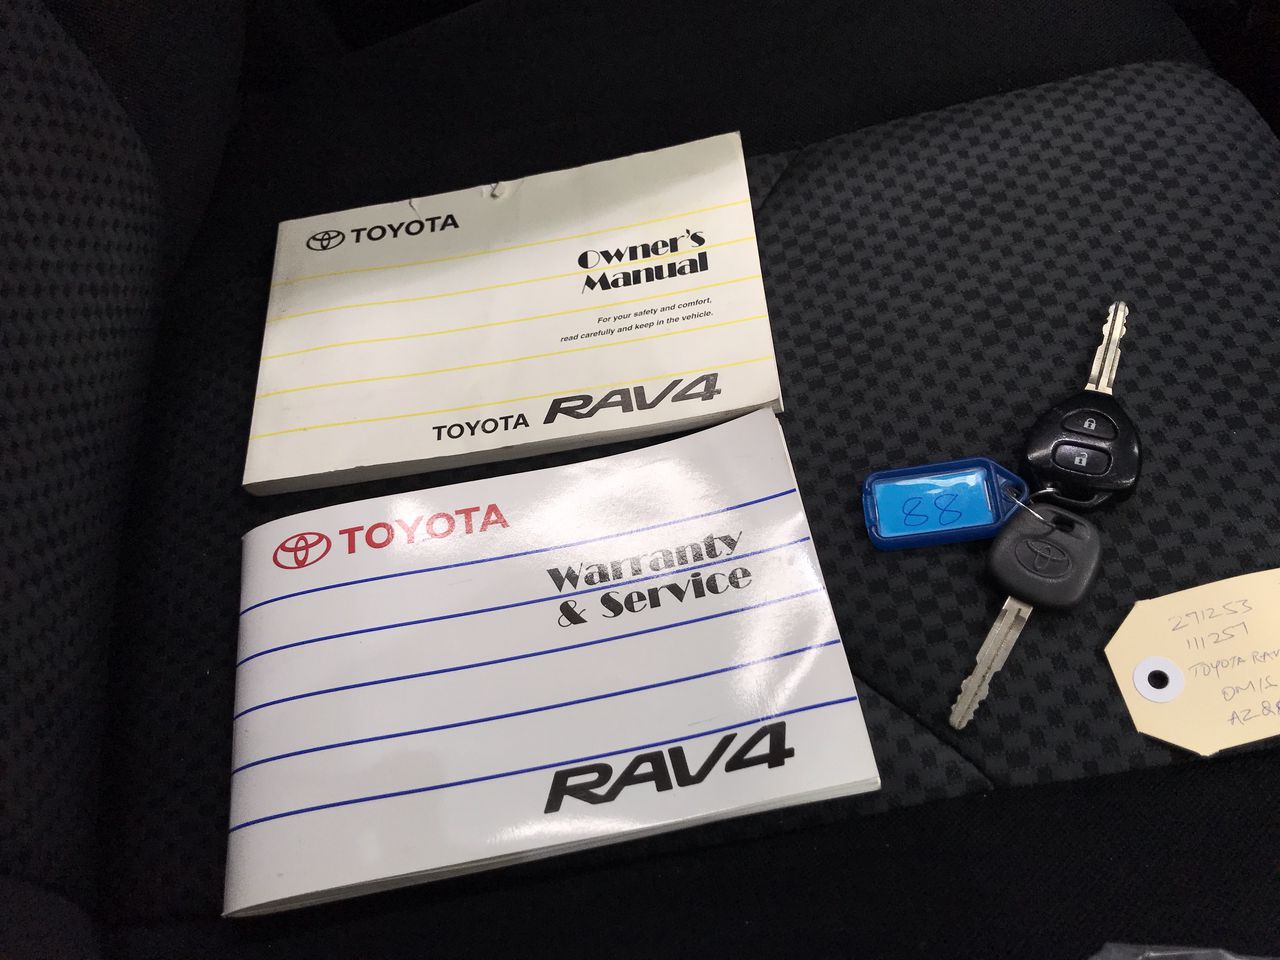 TOYOTA
Owner's
Manual
For your safety and comfort,
read carefully and keep in the vehicle.
TOYOTA RAV4
TOYOTA
Warranty
& Service
RAV4
88
271253
111257
TOYOTA RAV